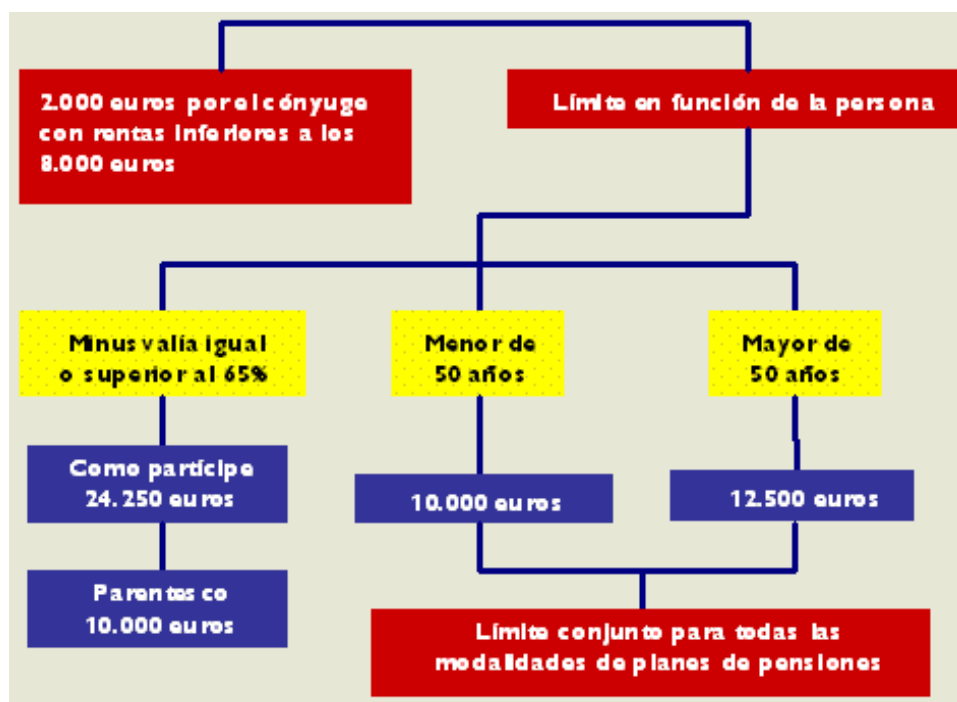 2.000 euros por el cónyuge
con rentas inferiores a los
8.000 euros
Límite en función de la persona
Minusvalía igual
o superior al 65%
Menor de
50 años
Mayor de
50 años
Como partícipe
24.250 euros
10.000 euros
12.500 euros
Parentesco
10.000 euros
Límite conjunto para todas las
modalidades de planes de pensiones